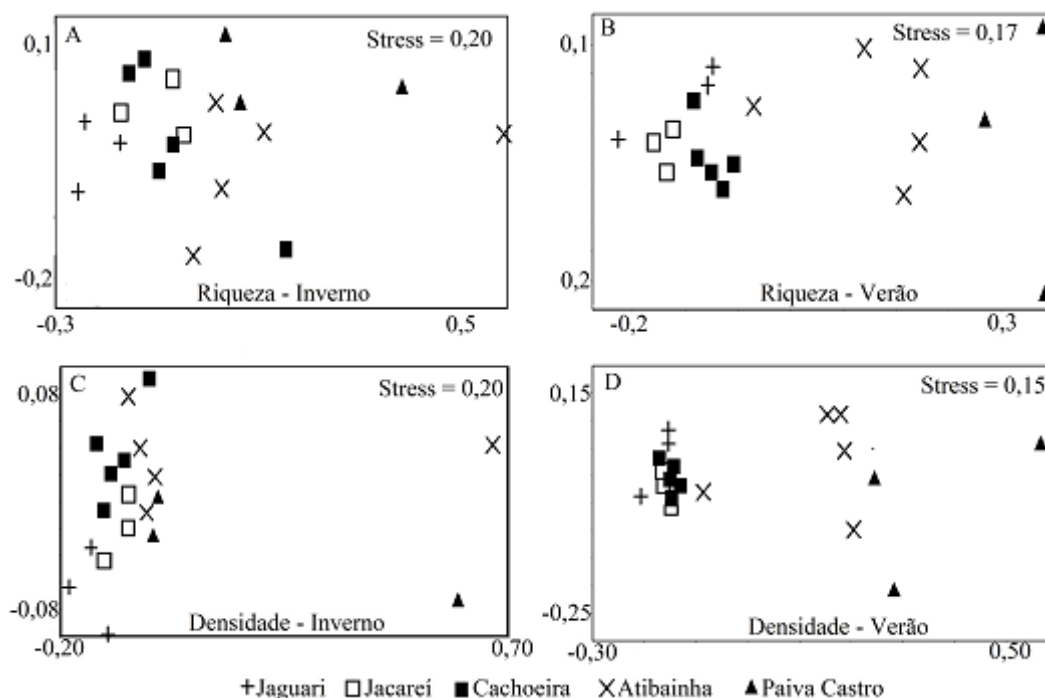 A
Stress = 0,20
0,1
-0,2
Riqueza - Inverno
-0,3
0,5
B
Stress = 0,17
0,1
0,2
Riqueza - Verão
-0,2
0,3
C
Stress = 0,20
0,08
-0,08
Densidade - Inverno
-0,20
0,70
D
Stress = 0,15
0,15
-0,25
Densidade - Verão
-0,30
0,50
Jaguari Jacareí Cachoeira Atibainha Paiva Castro